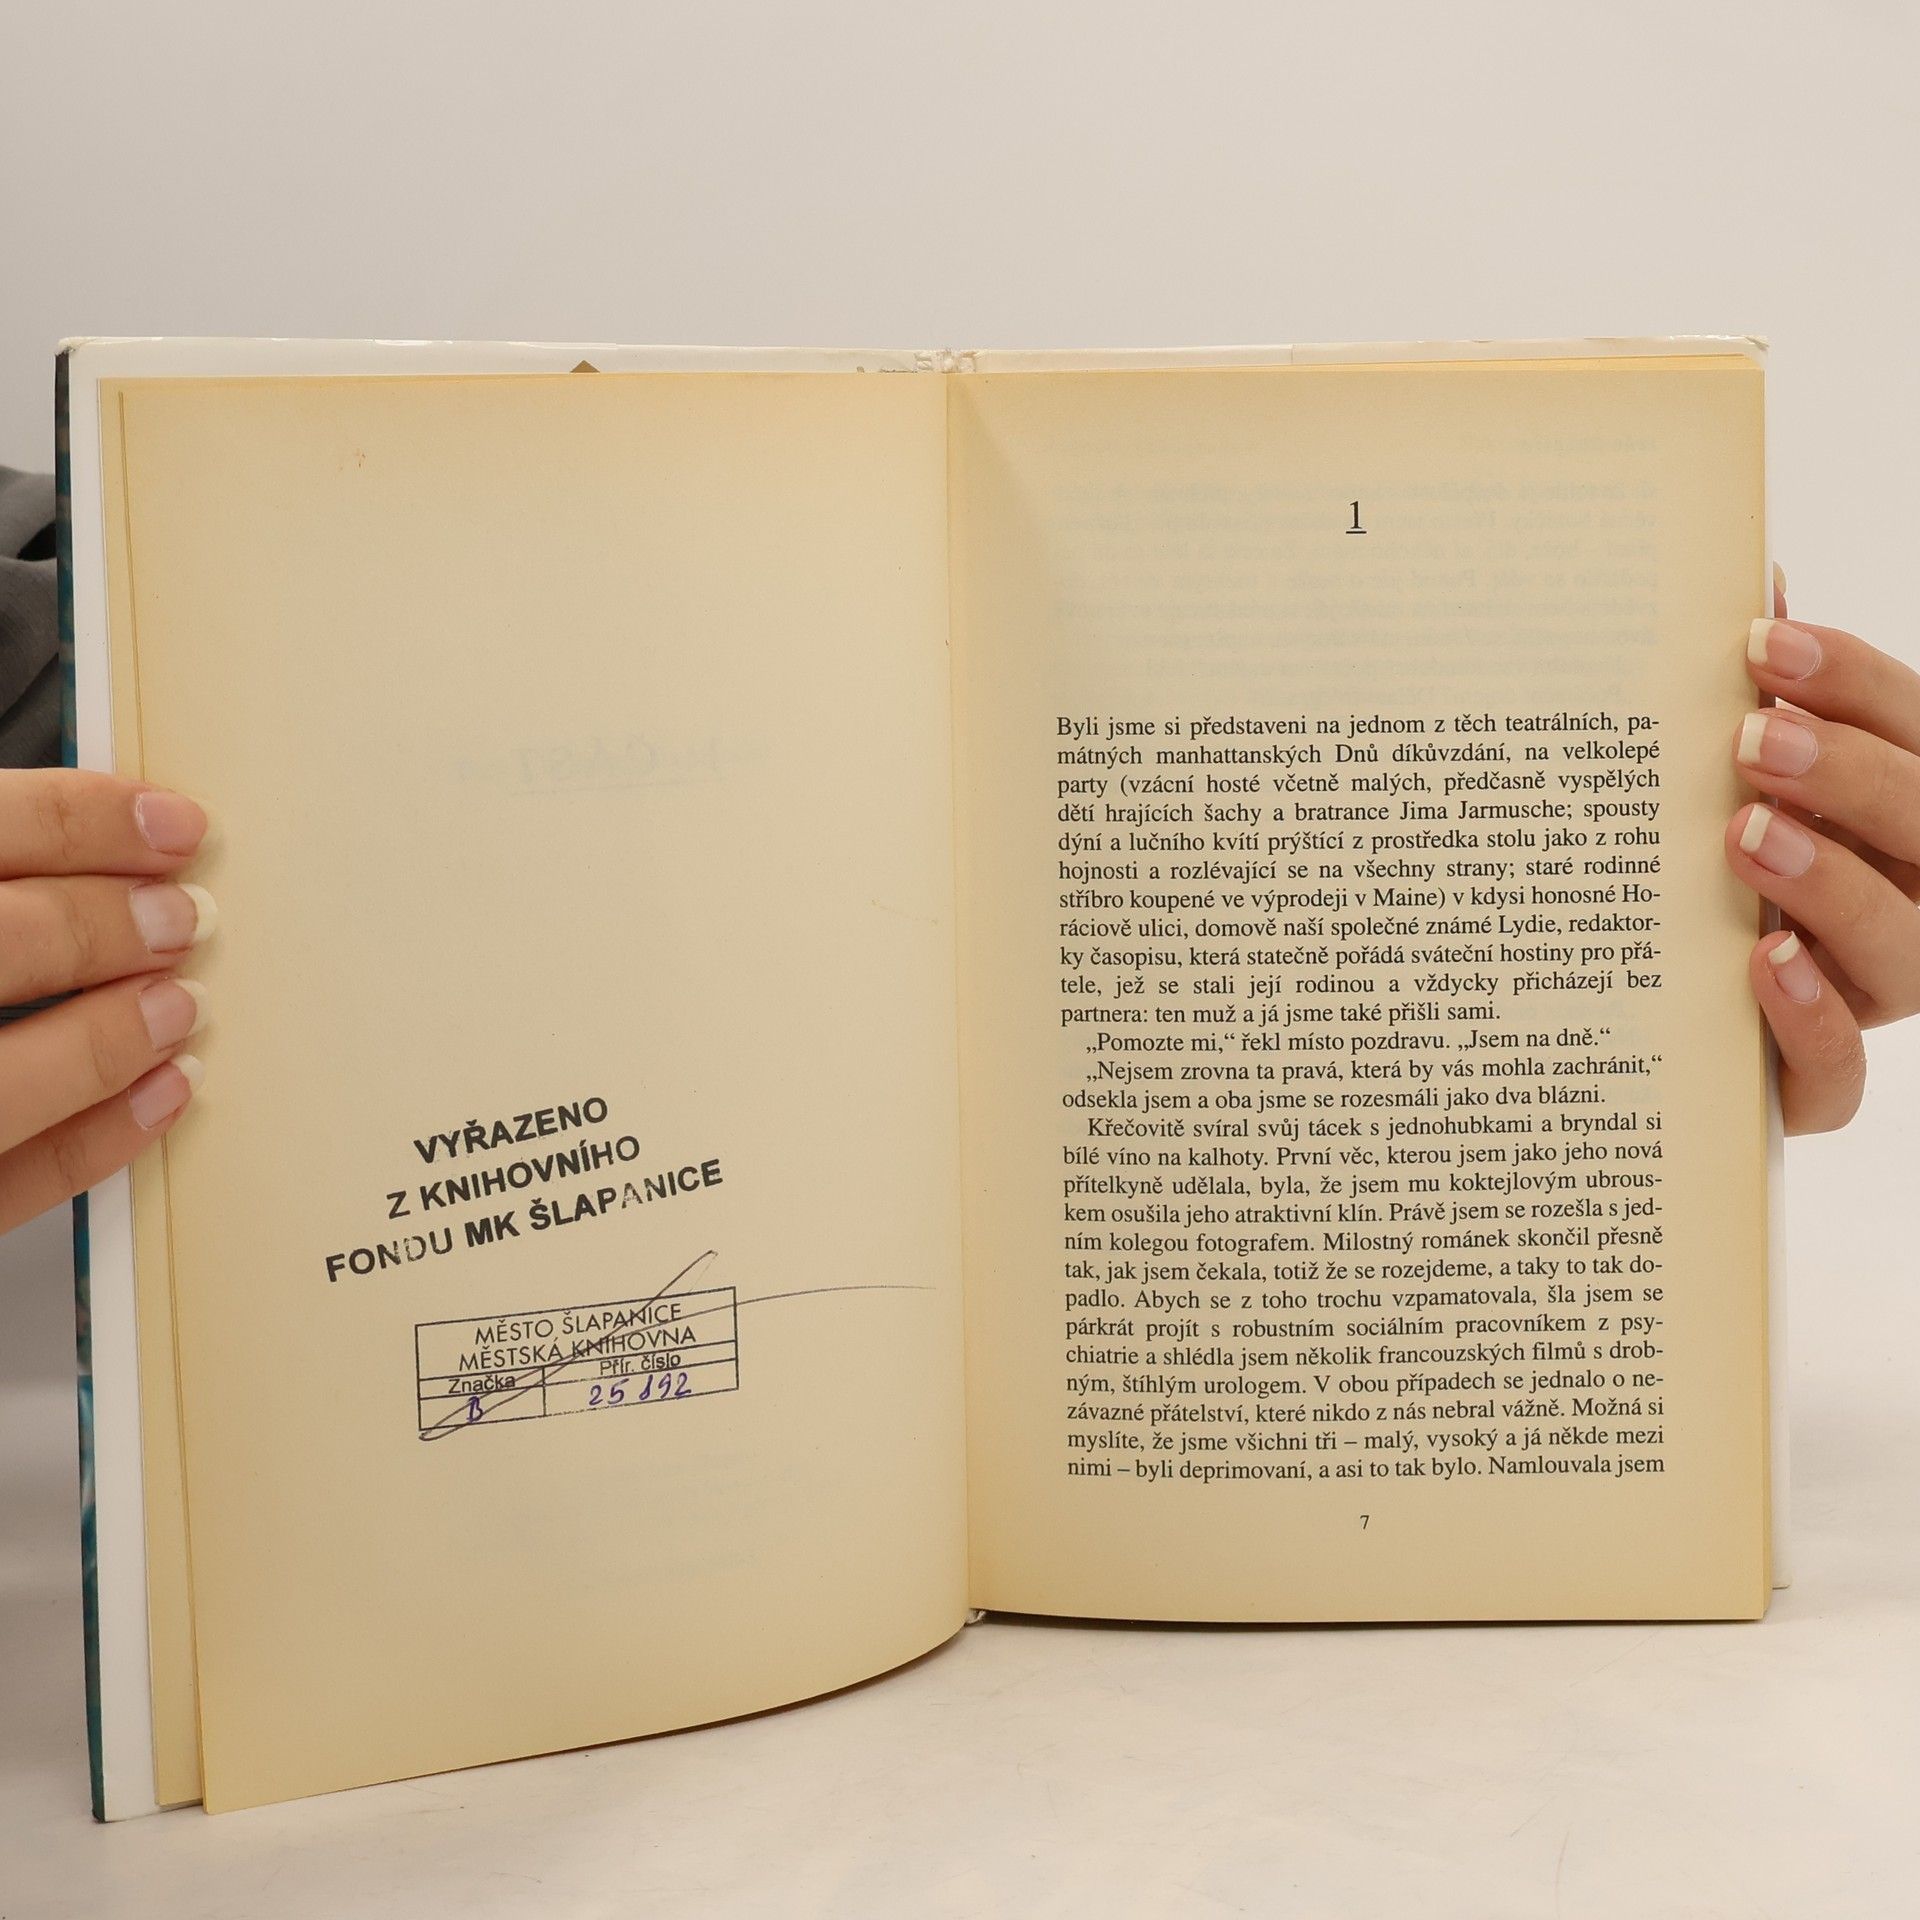 VYŘAZENO
Z KNIHOVNÍHO
FONDU MK ŠLAPANICE
MĚSTO ŠLAPANICE
MĚSTSKÁ KNIHOVNA
Značka Přír. číslo
B 25 892
1
Byli jsme si představeni na jednom z těch teatrálních, pa-
mátných manhattanských Dnů díkůvzdání, na velkolepé
party (vzácní hosté včetně malých, předčasně vyspělých
dětí hrajících šachy a bratrance Jima Jarmusche; spousty
dýní a lučního kvítí prýštící z prostředka stolu jako z rohu
hojnosti a rozlévající se na všechny strany; staré rodinné
stříbro koupené ve výprodeji v Maine) v kdysi honosné Ho-
ráciově ulici, domově naší společné známé Lydie, redaktor-
ky časopisu, která statečně pořádá sváteční hostiny pro přá-
tele, jež se stali její rodinou a vždycky přicházejí bez
partnera: ten muž a já jsme také přišli sami.
„Pomozte mi,“ řekl místo pozdravu. „Jsem na dně.“
„Nejsem zrovna ta pravá, která by vás mohla zachránit,“
odsekla jsem a oba jsme se rozesmáli jako dva blázni.
Křečovitě svíral svůj tácek s jednohubkami a bryndal si
bílé víno na kalhoty. První věc, kterou jsem jako jeho nová
přítelkyně udělala, byla, že jsem mu koktejlovým ubrous-
kem osušila jeho atraktivní klín. Právě jsem se rozešla s jed-
ním kolegou fotografem. Milostný románek skončil přesně
tak, jak jsem čekala, totiž že se rozejdeme, a taky to tak do-
padlo. Abych se z toho trochu vzpamatovala, šla jsem se
párkrát projít s robustním sociálním pracovníkem z psy-
chiatrie a shlédla jsem několik francouzských filmů s drob-
ným, štíhlým urologem. V obou případech se jednalo o ne-
závazné přátelství, které nikdo z nás nebral vážně. Možná si
myslíte, že jsme všichni tři – malý, vysoký a já někde mezi
nimi – byli deprimovaní, a asi to tak bylo. Namlouvala jsem
7